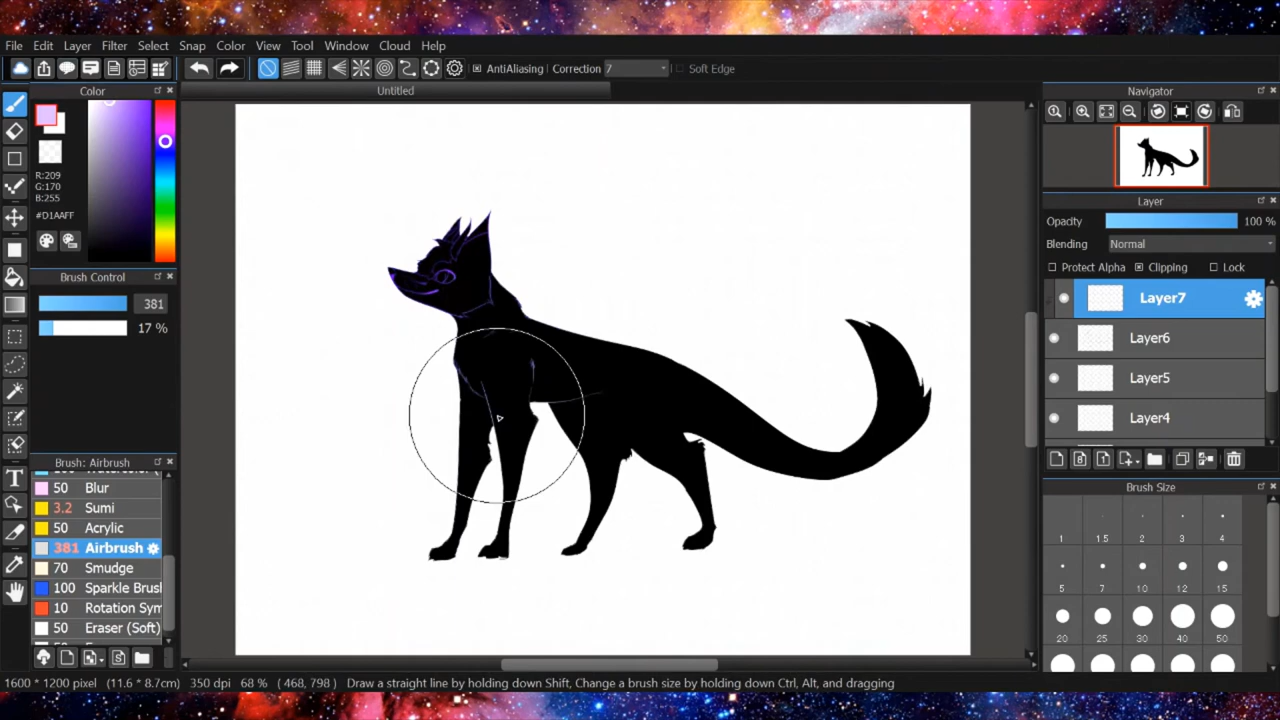 File Edit Layer Filter Select Snap Color View Tool Window Cloud Help
AntiAliasing Correction 7 Soft Edge
Color
Untitled
Navigator
R:209
G:170
B:255
#D1AAFF
Layer
Opacity 100 %
Blending Normal
Protect Alpha Clipping Lock
Brush Control
381
17 %
Layer7
Layer6
Layer5
Layer4
Brush: Airbrush
50 Blur
3.2 Sumi
50 Acrylic
381 Airbrush
70 Smudge
100 Sparkle Brus
10 Rotation Sym
50 Eraser (Soft)
Brush Size
1 1.5 2 3 4
5 7 10 12 15
20 25 30 40 50
1600 * 1200 pixel (11.6 * 8.7cm) 350 dpi 68 % ( 468, 798 ) Draw a straight line by holding down Shift, Change a brush size by holding down Ctrl, Alt, and dragging